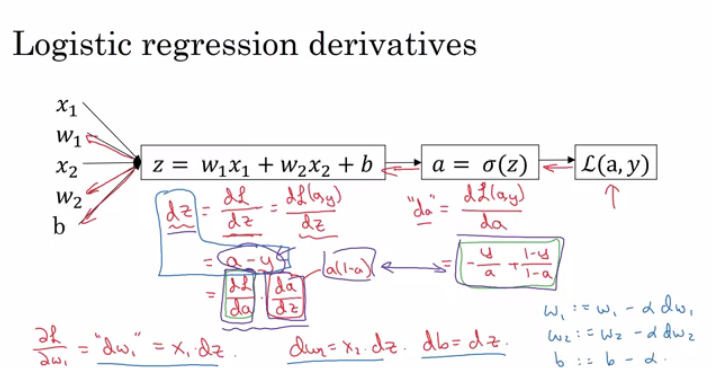 Logistic regression derivatives
x₁
w₁
x₂
w₂
b
z = w₁x₁ + w₂x₂ + b
a = σ(z)
ℒ(a, y)
dz = dℒ/dz = dℒ(a,y)/dz
"da" = dℒ(a,y)/da
= a - y
= dℒ/da · da/dz
a(1-a)
= -y/a + 1-y/1-a
∂ℒ/∂w₁ = "dw₁" = x₁·dz.
dw₂ = x₂·dz.
db = dz.
w₁ := w₁ - α dw₁
w₂ := w₂ - α dw₂
b := b - α.